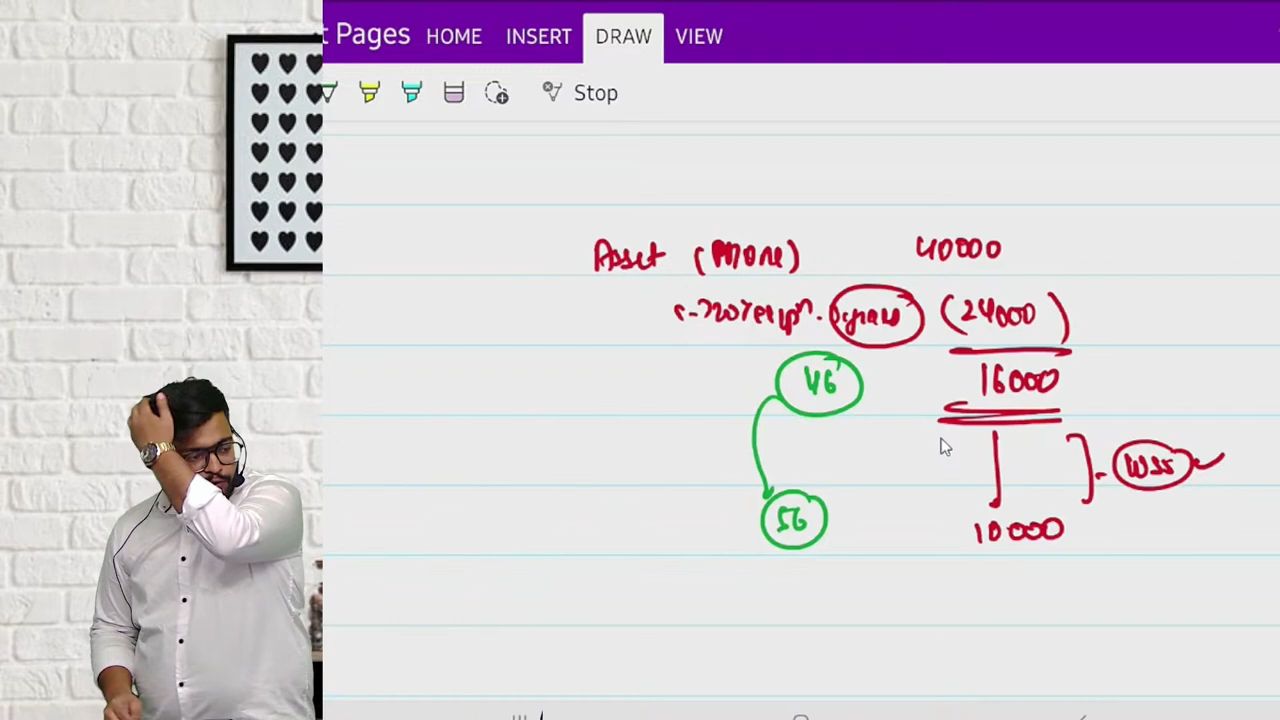 t Pages HOME INSERT DRAW VIEW
Stop
Asset (Phone) 40000
(24000)
4G 16000
loss
5G 10000